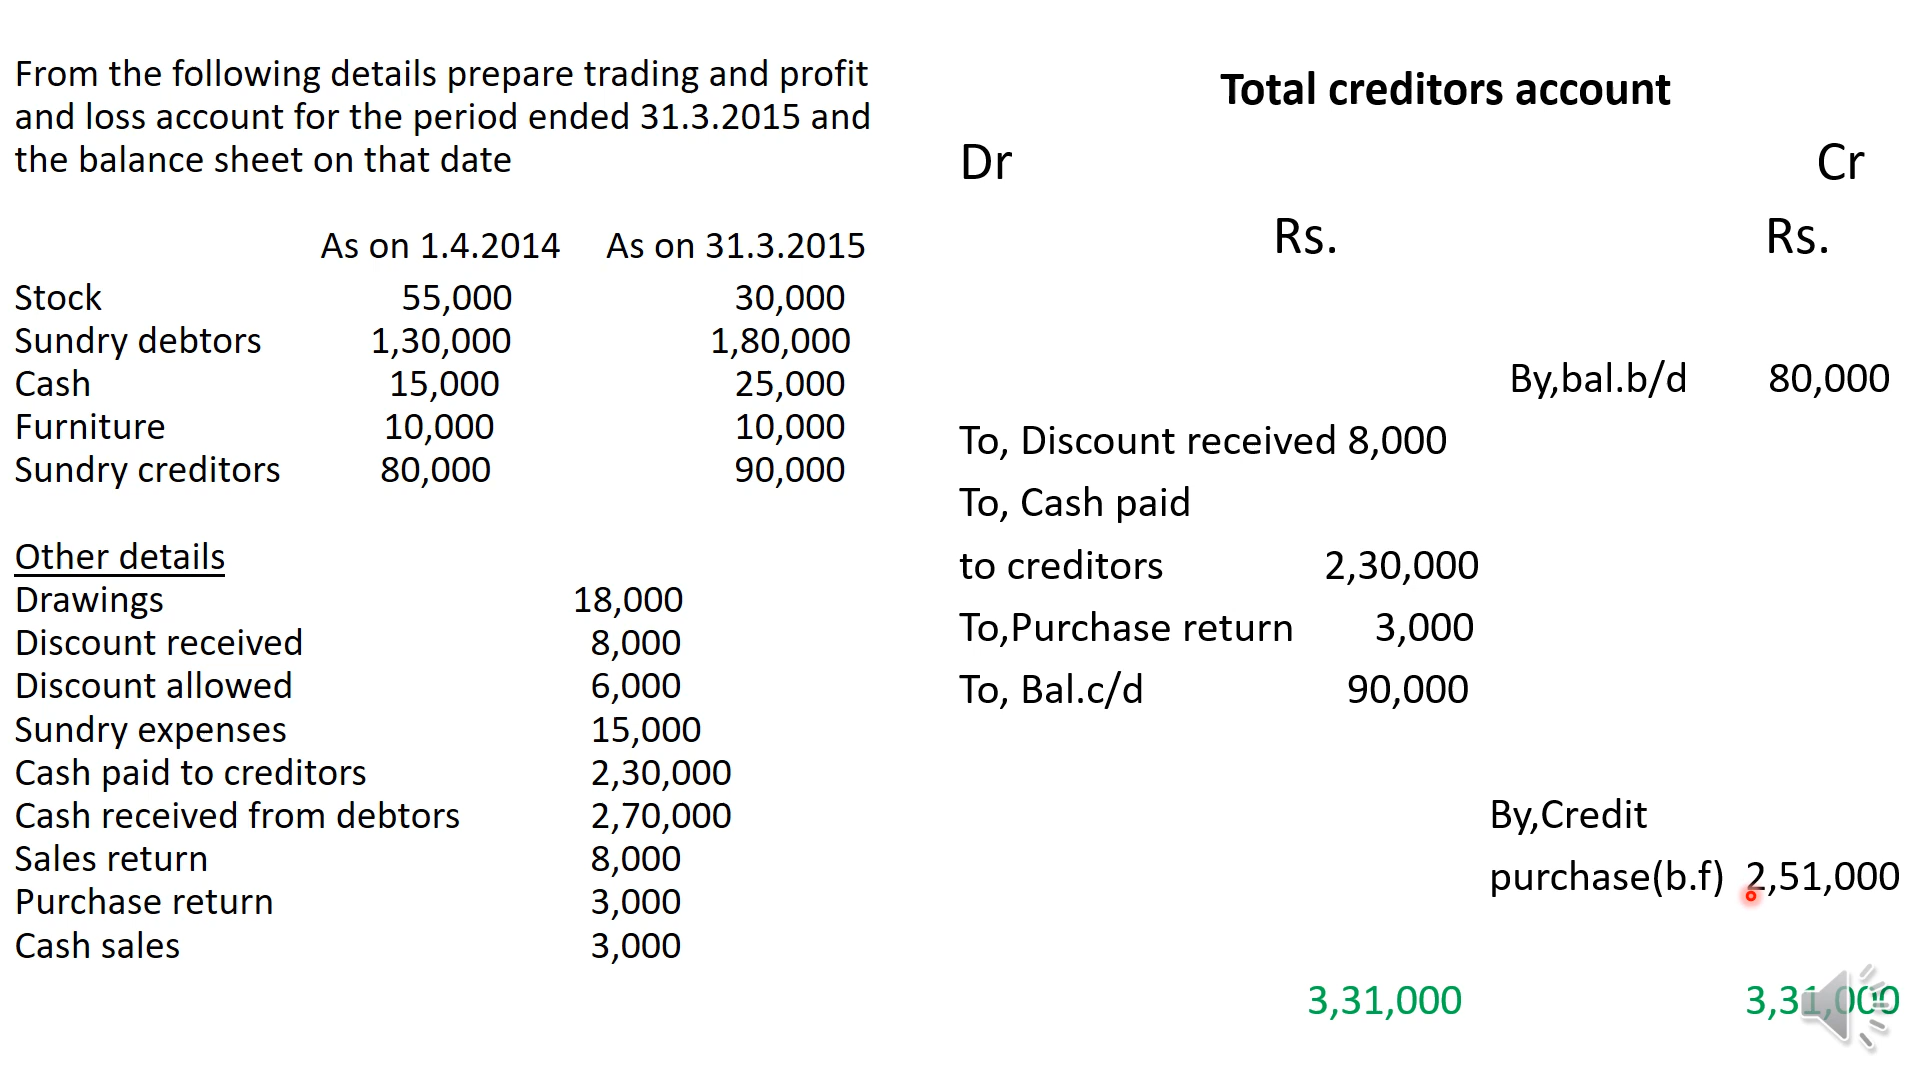 From the following details prepare trading and profit
and loss account for the period ended 31.3.2015 and
the balance sheet on that date
As on 1.4.2014 As on 31.3.2015
Stock 55,000 30,000
Sundry debtors 1,30,000 1,80,000
Cash 15,000 25,000
Furniture 10,000 10,000
Sundry creditors 80,000 90,000
Other details
Drawings 18,000
Discount received 8,000
Discount allowed 6,000
Sundry expenses 15,000
Cash paid to creditors 2,30,000
Cash received from debtors 2,70,000
Sales return 8,000
Purchase return 3,000
Cash sales 3,000
Total creditors account
Dr Cr
Rs. Rs.
By,bal.b/d 80,000
To, Discount received 8,000
To, Cash paid
to creditors 2,30,000
To,Purchase return 3,000
To, Bal.c/d 90,000
By,Credit
purchase(b.f) 2,51,000
3,31,000 3,31,000